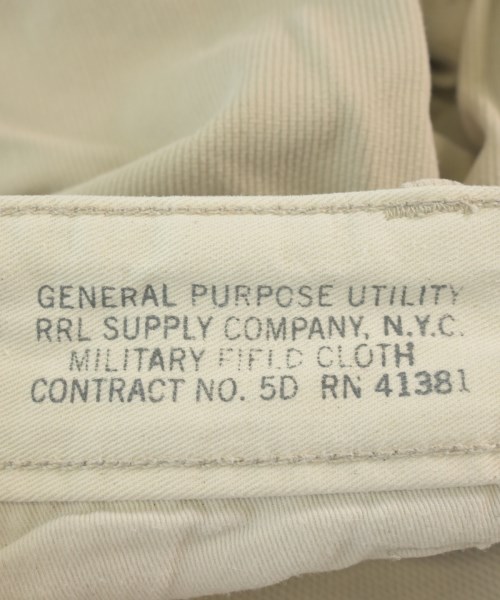 GENERAL PURPOSE UTILITY
RRL SUPPLY COMPANY, N.Y.C.
MILITARY FIELD CLOTH
CONTRACT NO. 5D RN 41381